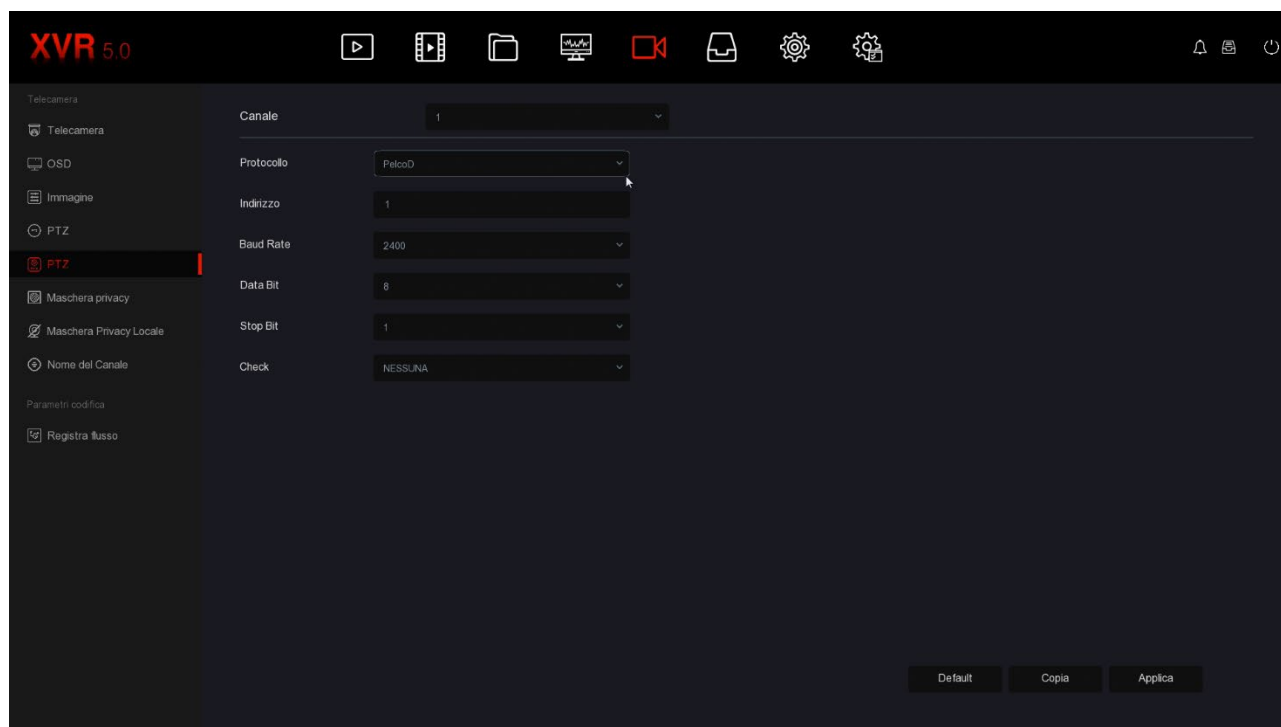 XVR 5.0
Telecamera
Telecamera
OSD
Immagine
PTZ
PTZ
Maschera privacy
Maschera Privacy Locale
Nome del Canale
Parametri codifica
Registra flusso
Canale 1
Protocollo PelcoD
Indirizzo 1
Baud Rate 2400
Data Bit 8
Stop Bit 1
Check NESSUNA
Default Copia Applica